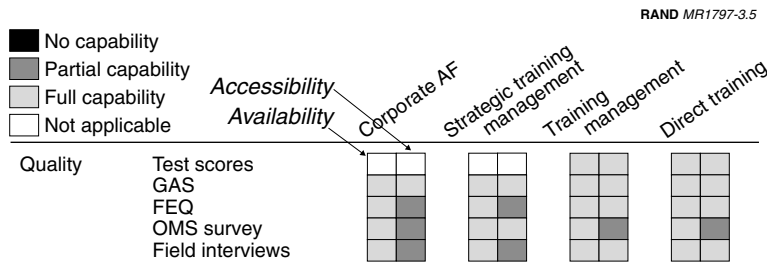 RAND MR1797-3.5
No capability
Partial capability
Full capability
Not applicable
Accessibility
Availability
Corporate AF
Strategic training
management
Training
management
Direct training
Quality
Test scores
GAS
FEQ
OMS survey
Field interviews